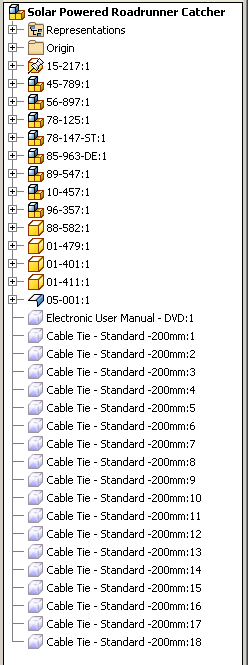 Solar Powered Roadrunner Catcher
Representations
Origin
15-217:1
45-789:1
56-897:1
78-125:1
78-147-ST:1
85-963-DE:1
89-547:1
10-457:1
96-357:1
88-582:1
01-479:1
01-401:1
01-411:1
05-001:1
Electronic User Manual - DVD:1
Cable Tie - Standard -200mm:1
Cable Tie - Standard -200mm:2
Cable Tie - Standard -200mm:3
Cable Tie - Standard -200mm:4
Cable Tie - Standard -200mm:5
Cable Tie - Standard -200mm:6
Cable Tie - Standard -200mm:7
Cable Tie - Standard -200mm:8
Cable Tie - Standard -200mm:9
Cable Tie - Standard -200mm:10
Cable Tie - Standard -200mm:11
Cable Tie - Standard -200mm:12
Cable Tie - Standard -200mm:13
Cable Tie - Standard -200mm:14
Cable Tie - Standard -200mm:15
Cable Tie - Standard -200mm:16
Cable Tie - Standard -200mm:17
Cable Tie - Standard -200mm:18